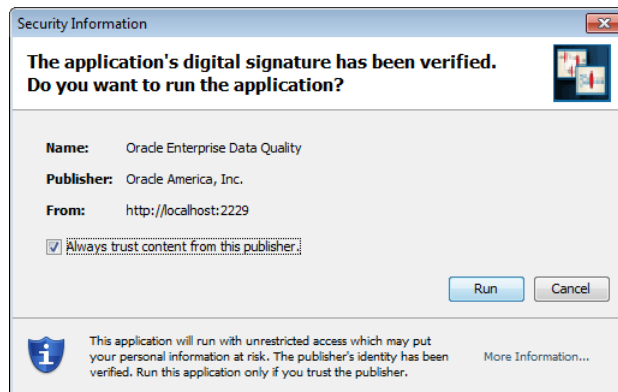 Security Information
The application's digital signature has been verified.
Do you want to run the application?
Name: Oracle Enterprise Data Quality
Publisher: Oracle America, Inc.
From: http://localhost:2229
Always trust content from this publisher.
Run Cancel
This application will run with unrestricted access which may put
your personal information at risk. The publisher's identity has been More Information...
verified. Run this application only if you trust the publisher.